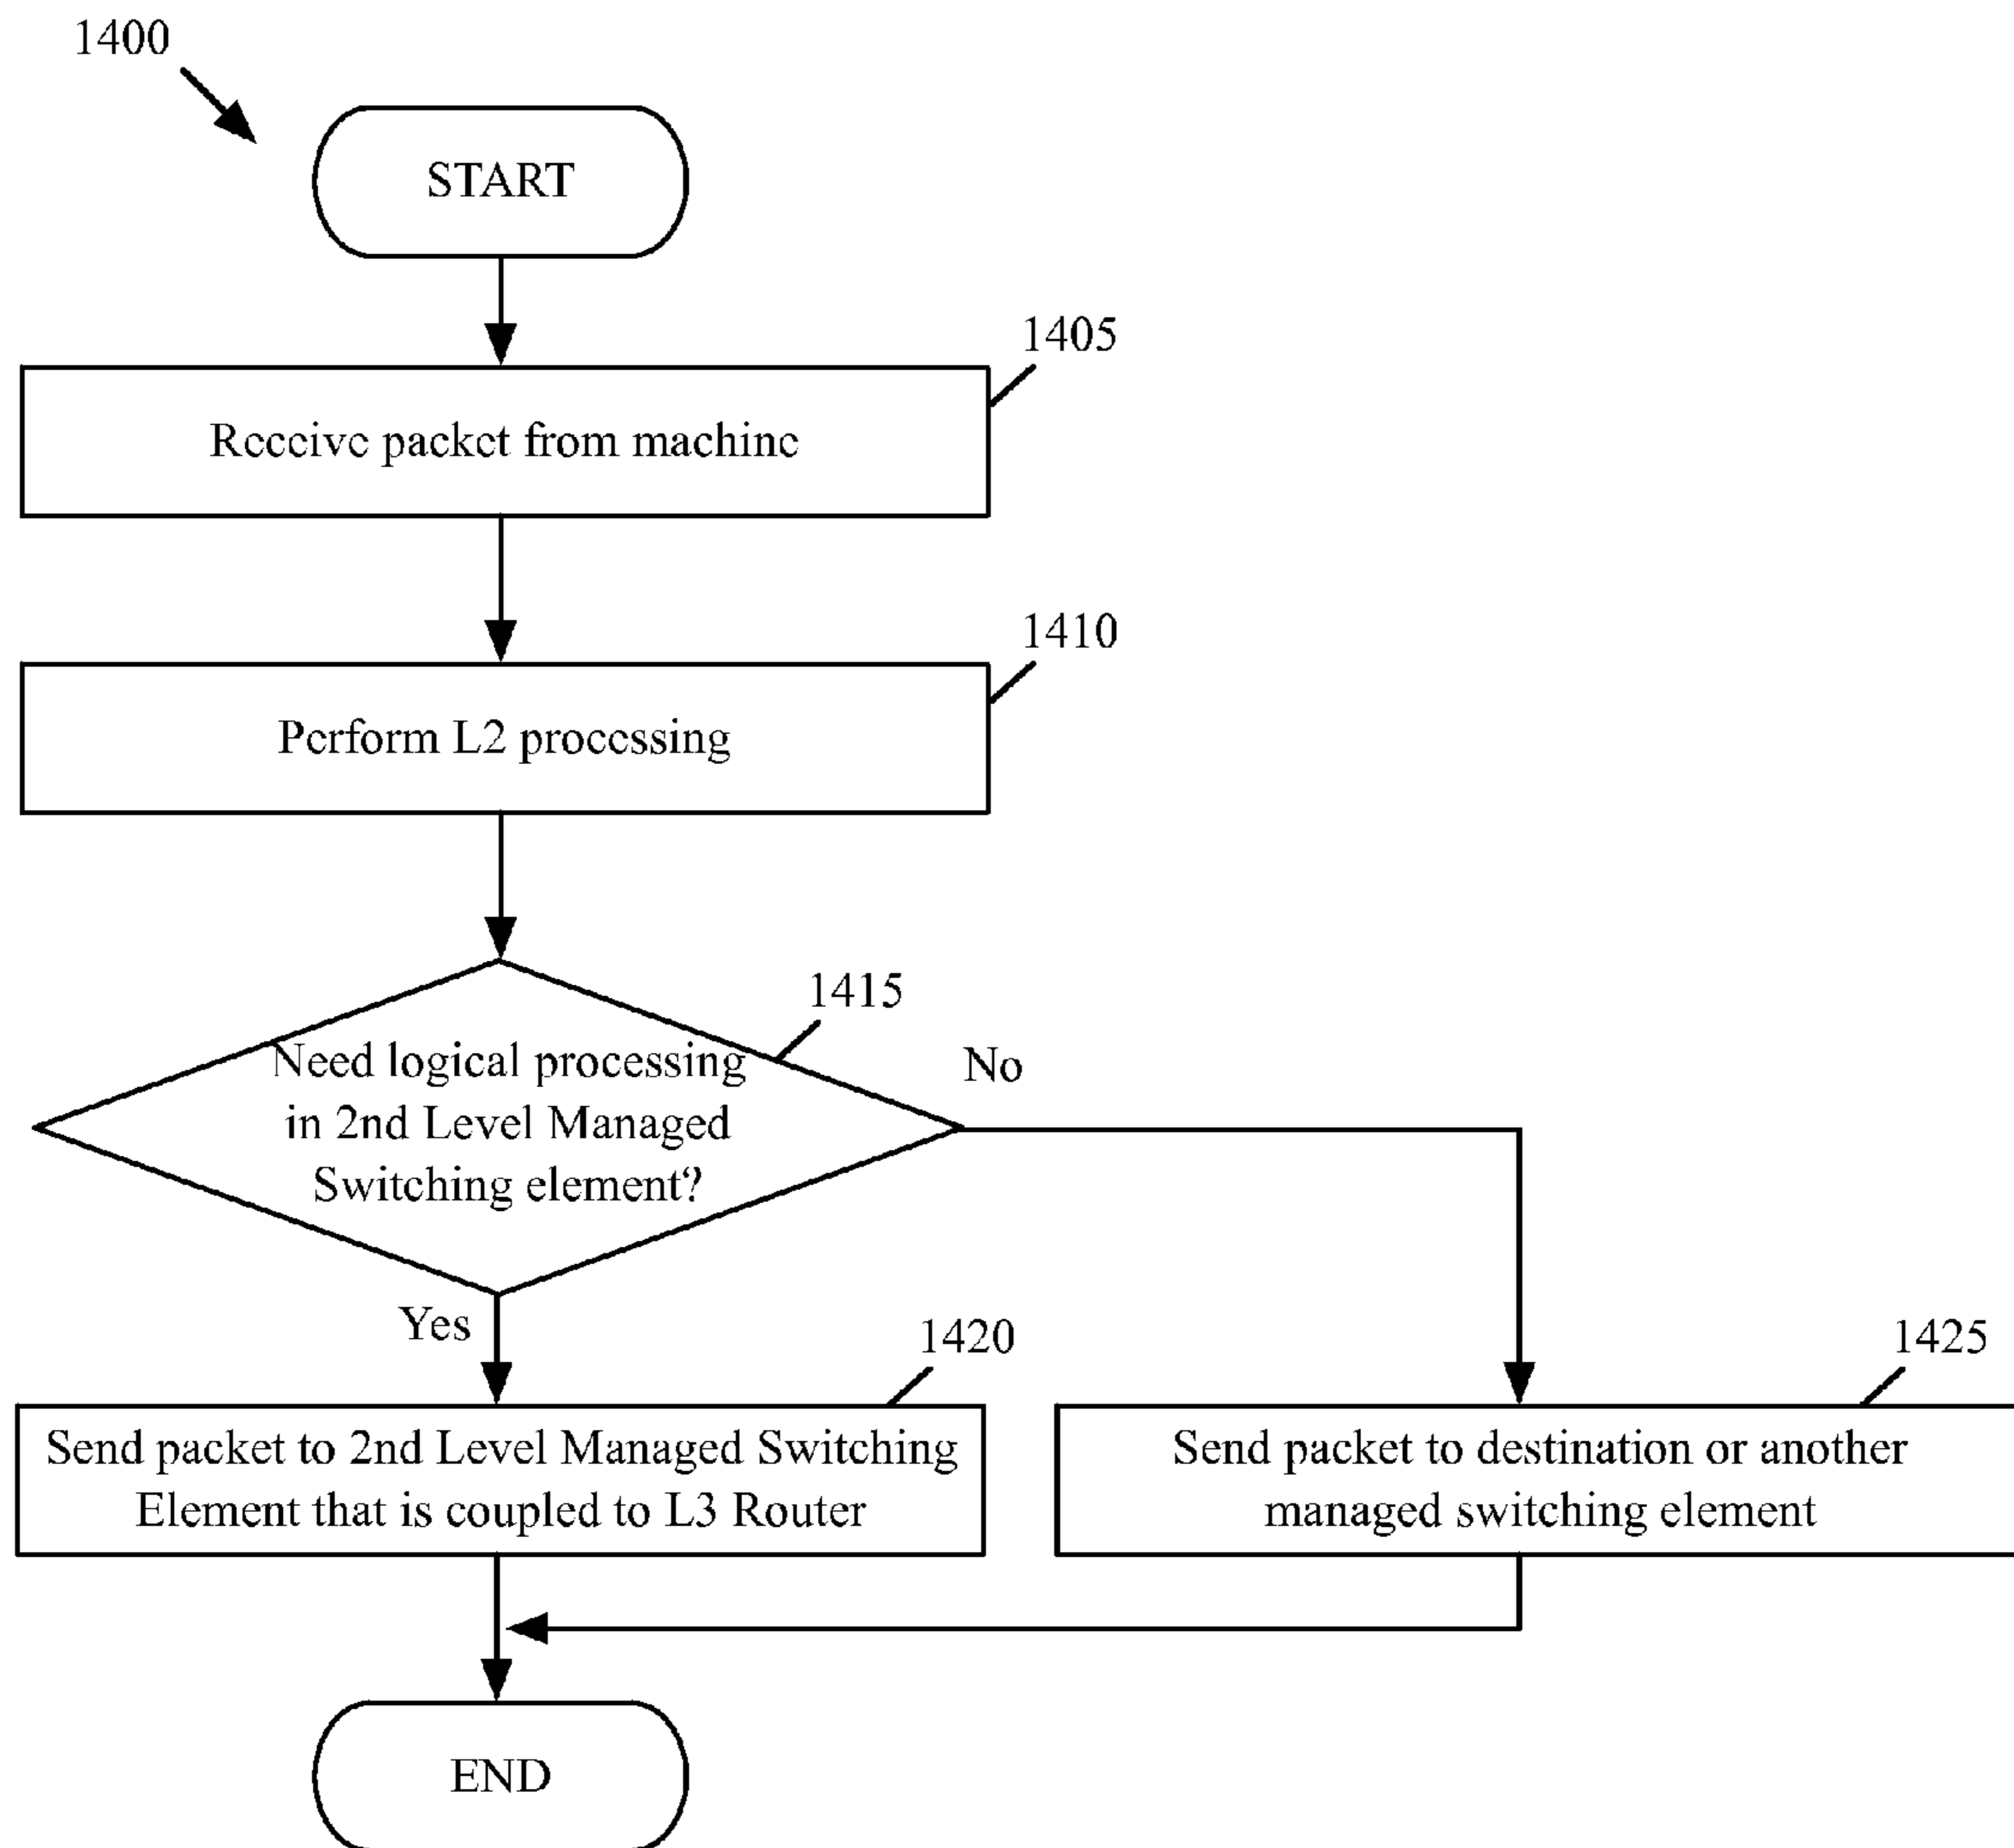 1400
START
1405
Receive packet from machine
1410
Perform L2 processing
1415
Need logical processing
in 2nd Level Managed
Switching element?
No
Yes
1420
Send packet to 2nd Level Managed Switching
Element that is coupled to L3 Router
1425
Send packet to destination or another
managed switching element
END